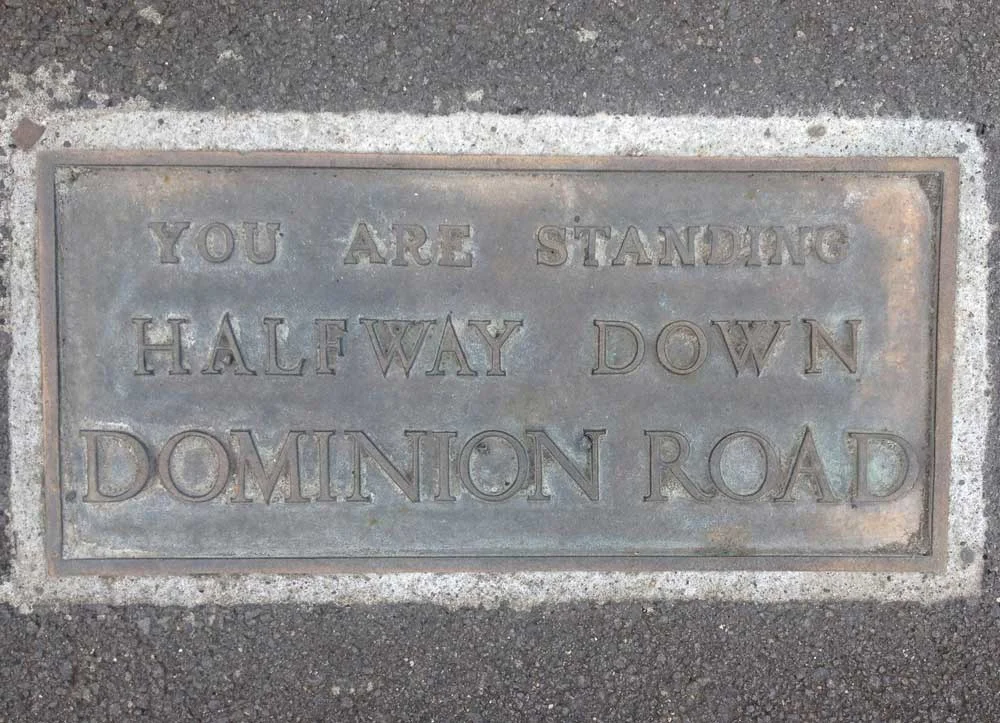 YOU ARE STANDING
HALFWAY DOWN
DOMINION ROAD